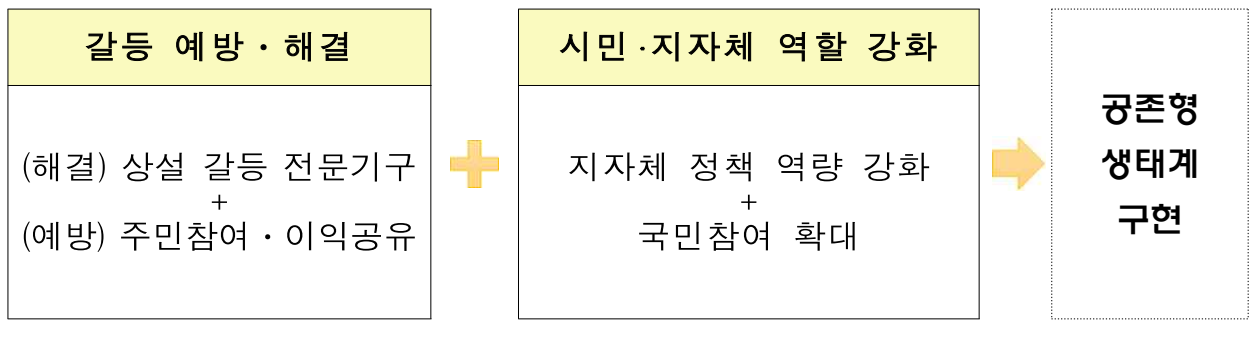 갈등 예방·해결
(해결) 상설 갈등 전문기구
+
(예방) 주민참여·이익공유
시민·지자체 역할 강화
지자체 정책 역량 강화
+
국민참여 확대
공존형
생태계
구현